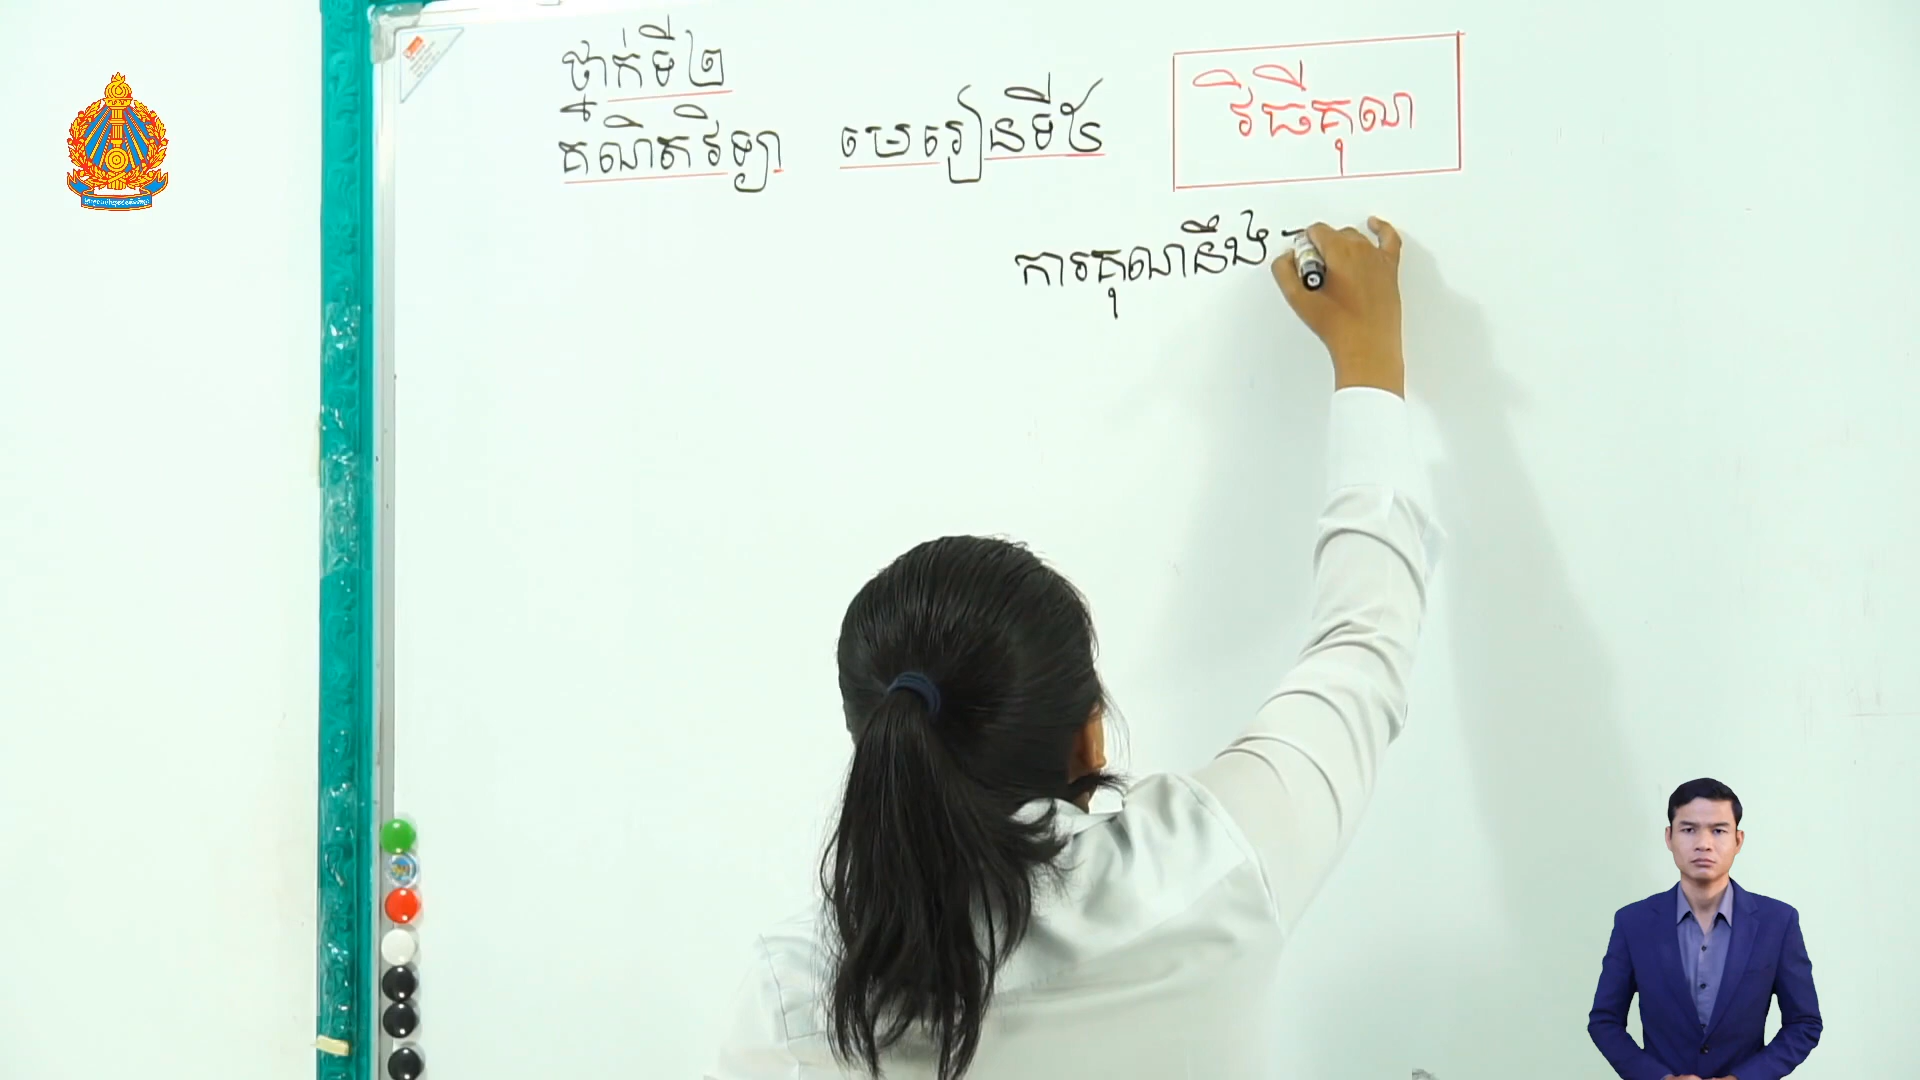 ថ្នាក់ទី២
គណិតវិទ្យា មេរៀនទី៤ វិធីគុណ
ការគុណនឹង